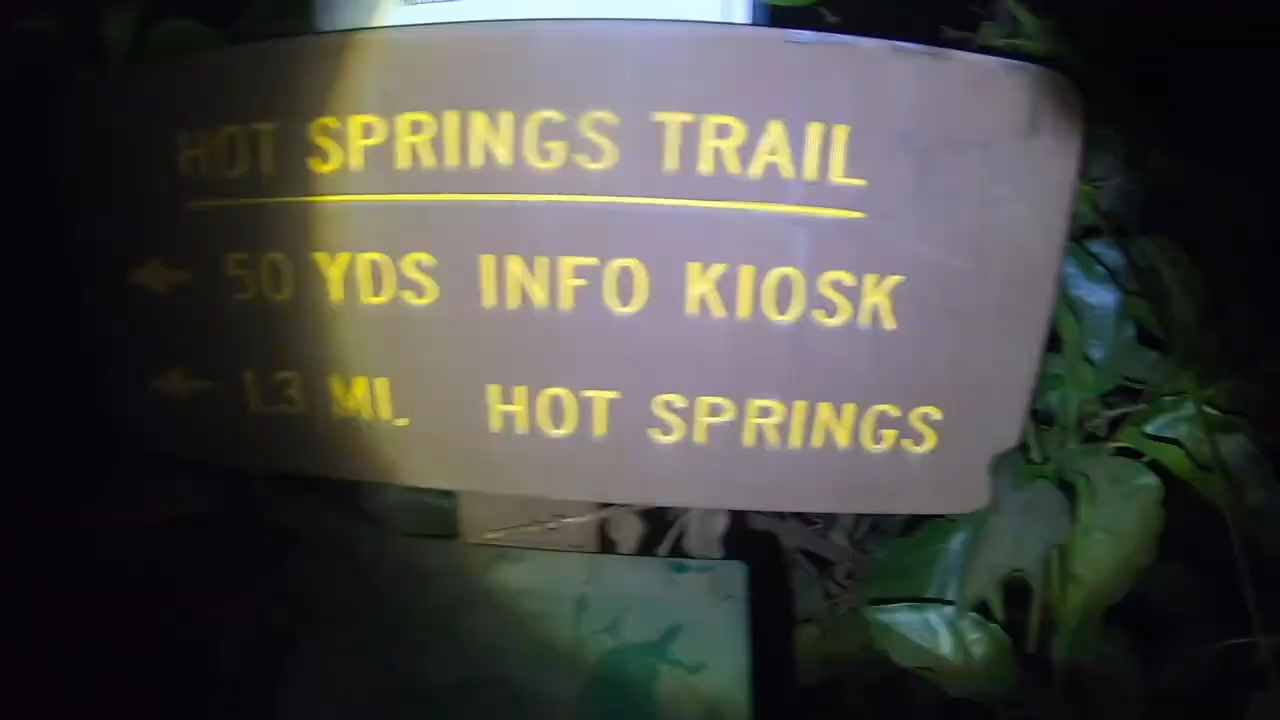 HOT SPRINGS TRAIL
← 50 YDS INFO KIOSK
← 1.3 MI. HOT SPRINGS